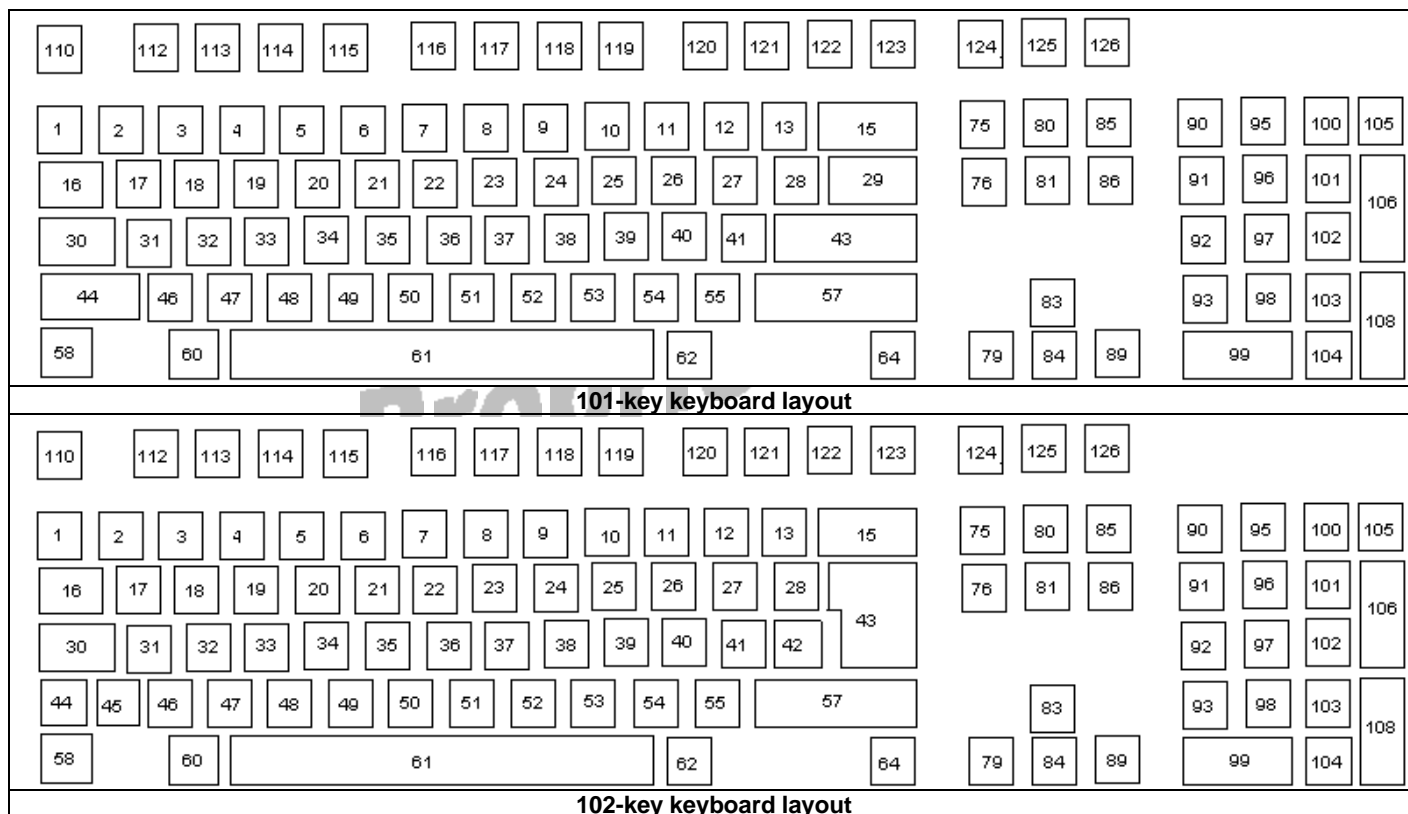 110 112 113 114 115 116 117 118 119 120 121 122 123 124 125 126
1 2 3 4 5 6 7 8 9 10 11 12 13 15 75 80 85 90 95 100 105
16 17 18 19 20 21 22 23 24 25 26 27 28 29 76 81 86 91 96 101 106
30 31 32 33 34 35 36 37 38 39 40 41 43 92 97 102
44 46 47 48 49 50 51 52 53 54 55 57 83 93 98 103 108
58 60 61 62 64 79 84 89 99 104
101-key keyboard layout
110 112 113 114 115 116 117 118 119 120 121 122 123 124 125 126
1 2 3 4 5 6 7 8 9 10 11 12 13 15 75 80 85 90 95 100 105
16 17 18 19 20 21 22 23 24 25 26 27 28 43 76 81 86 91 96 101 106
30 31 32 33 34 35 36 37 38 39 40 41 42 92 97 102
44 45 46 47 48 49 50 51 52 53 54 55 57 83 93 98 103 108
58 60 61 62 64 79 84 89 99 104
102-key keyboard layout